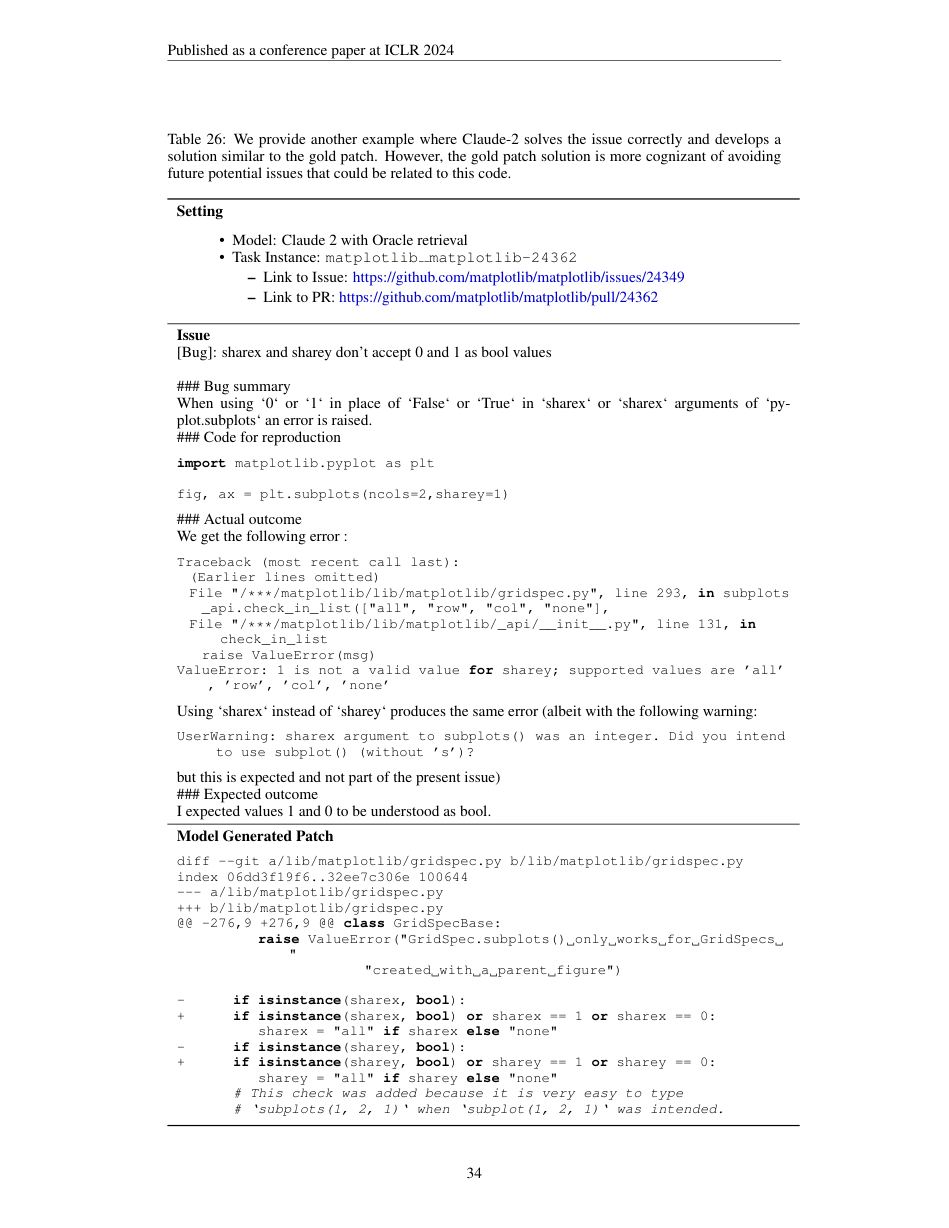 Published as a conference paper at ICLR 2024
Table 26: We provide another example where Claude-2 solves the issue correctly and develops a
solution similar to the gold patch. However, the gold patch solution is more cognizant of avoiding
future potential issues that could be related to this code.
Setting
• Model: Claude 2 with Oracle retrieval
• Task Instance: matplotlib__matplotlib-24362
– Link to Issue: https://github.com/matplotlib/matplotlib/issues/24349
– Link to PR: https://github.com/matplotlib/matplotlib/pull/24362
Issue
[Bug]: sharex and sharey don’t accept 0 and 1 as bool values
### Bug summary
When using ‘0‘ or ‘1‘ in place of ‘False‘ or ‘True‘ in ‘sharex‘ or ‘sharex‘ arguments of ‘py-
plot.subplots‘ an error is raised.
### Code for reproduction
import matplotlib.pyplot as plt
fig, ax = plt.subplots(ncols=2,sharey=1)
### Actual outcome
We get the following error :
Traceback (most recent call last):
(Earlier lines omitted)
File "/***/matplotlib/lib/matplotlib/gridspec.py", line 293, in subplots
_api.check_in_list(["all", "row", "col", "none"],
File "/***/matplotlib/lib/matplotlib/_api/__init__.py", line 131, in
check_in_list
raise ValueError(msg)
ValueError: 1 is not a valid value for sharey; supported values are ’all’
, ’row’, ’col’, ’none’
Using ‘sharex‘ instead of ‘sharey‘ produces the same error (albeit with the following warning:
UserWarning: sharex argument to subplots() was an integer. Did you intend
to use subplot() (without ’s’)?
but this is expected and not part of the present issue)
### Expected outcome
I expected values 1 and 0 to be understood as bool.
Model Generated Patch
diff --git a/lib/matplotlib/gridspec.py b/lib/matplotlib/gridspec.py
index 06dd3f19f6..32ee7c306e 100644
--- a/lib/matplotlib/gridspec.py
+++ b/lib/matplotlib/gridspec.py
@@ -276,9 +276,9 @@ class GridSpecBase:
raise ValueError("GridSpec.subplots()␣only␣works␣for␣GridSpecs␣
"
"created␣with␣a␣parent␣figure")
- if isinstance(sharex, bool):
+ if isinstance(sharex, bool) or sharex == 1 or sharex == 0:
sharex = "all" if sharex else "none"
- if isinstance(sharey, bool):
+ if isinstance(sharey, bool) or sharey == 1 or sharey == 0:
sharey = "all" if sharey else "none"
# This check was added because it is very easy to type
# ‘subplots(1, 2, 1)‘ when ‘subplot(1, 2, 1)‘ was intended.
34